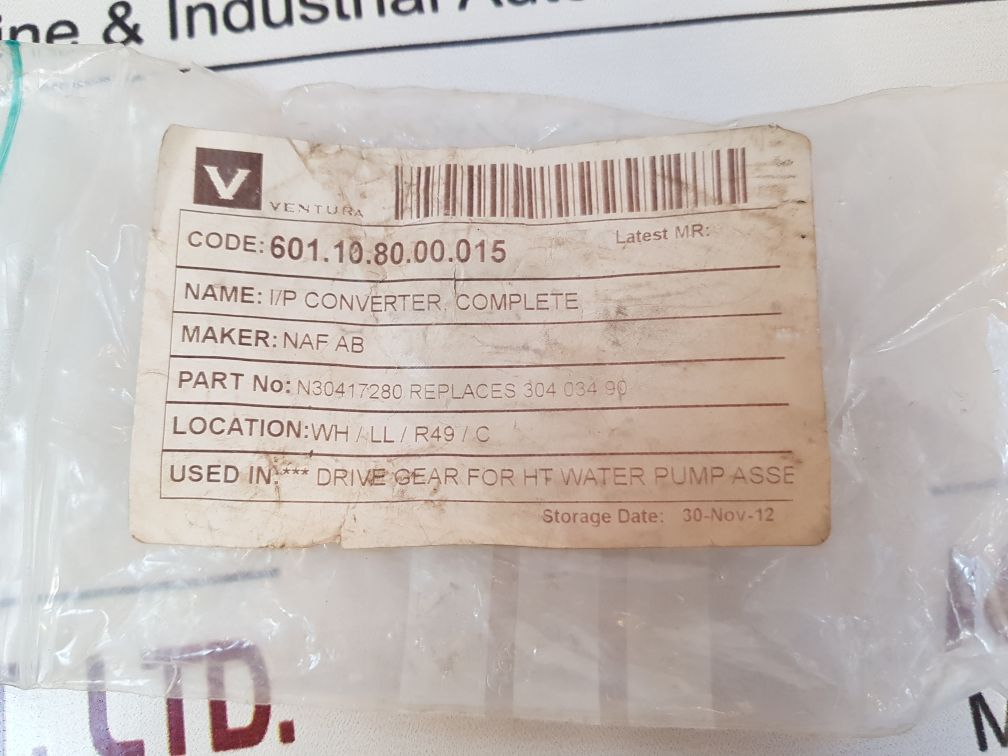 ine & Industrial Auto
V
VENTURA
CODE: 601.10.80.00.015
Latest MR:
NAME: I/P CONVERTER, COMPLETE
MAKER: NAF AB
PART No: N30417280 REPLACES 304 034 90
LOCATION: WH / LL / R49 / C
USED IN: *** DRIVE GEAR FOR HT WATER PUMP ASSE
Storage Date: 30-Nov-12
. LTD.
M